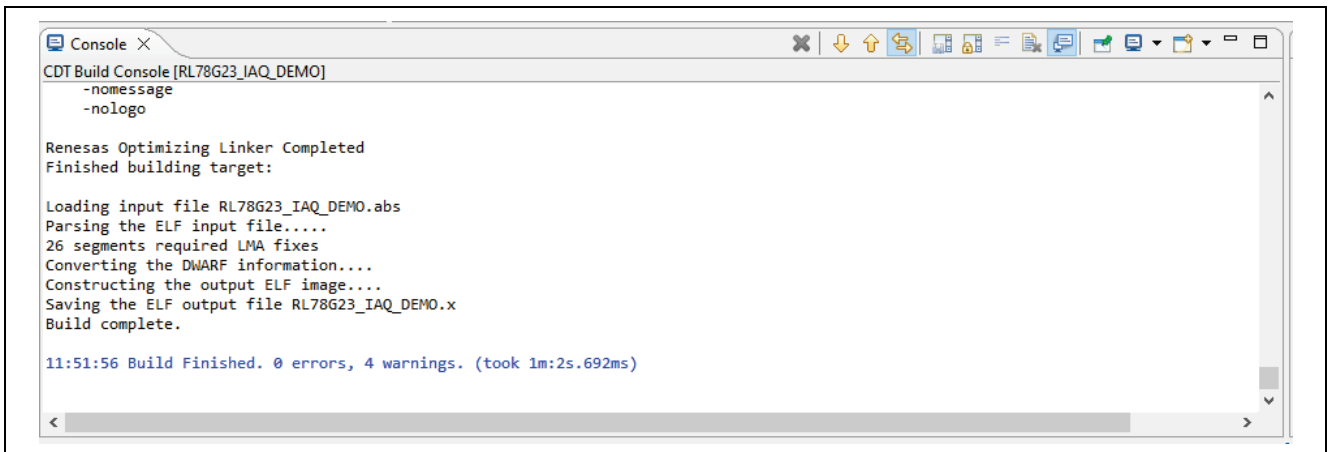 Console
CDT Build Console [RL78G23_IAQ_DEMO]
-nomessage
-nologo
Renesas Optimizing Linker Completed
Finished building target:
Loading input file RL78G23_IAQ_DEMO.abs
Parsing the ELF input file.....
26 segments required LMA fixes
Converting the DWARF information....
Constructing the output ELF image....
Saving the ELF output file RL78G23_IAQ_DEMO.x
Build complete.
11:51:56 Build Finished. 0 errors, 4 warnings. (took 1m:2s.692ms)